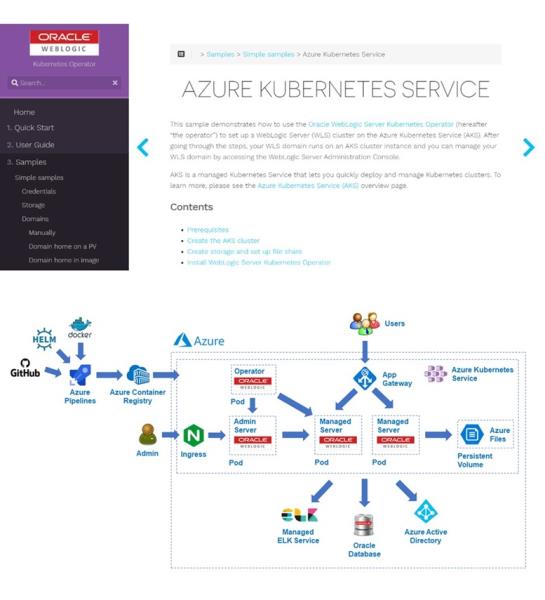 ORACLE
WEBLOGIC
Kubernetes Operator
Search...
Home
1. Quick Start
2. User Guide
3. Samples
Simple samples
Credentials
Storage
Domains
Manually
Domain home on a PV
Domain home in image
> Samples > Simple samples > Azure Kubernetes Service
AZURE KUBERNETES SERVICE
This sample demonstrates how to use the Oracle WebLogic Server Kubernetes Operator (hereafter
"the operator") to set up a WebLogic Server (WLS) cluster on the Azure Kubernetes Service (AKS). After
going through the steps, your WLS domain runs on an AKS cluster instance and you can manage your
WLS domain by accessing the WebLogic Server Administration Console.
AKS is a managed Kubernetes Service that lets you quickly deploy and manage Kubernetes clusters. To
learn more, please see the Azure Kubernetes Service (AKS) overview page.
Contents
• Prerequisites
• Create the AKS cluster
• Create storage and set up file share
• Install WebLogic Server Kubernetes Operator
Users
Azure
HELM
docker
GitHub
Azure
Pipelines
Azure Container
Registry
Operator
ORACLE
WEBLOGIC
Pod
App
Gateway
Azure Kubernetes
Service
Admin
Ingress
Admin
Server
ORACLE
WEBLOGIC
Pod
Managed
Server
ORACLE
WEBLOGIC
Pod
Managed
Server
ORACLE
WEBLOGIC
Pod
Azure
Files
Persistent
Volume
Managed
ELK Service
Oracle
Database
Azure Active
Directory